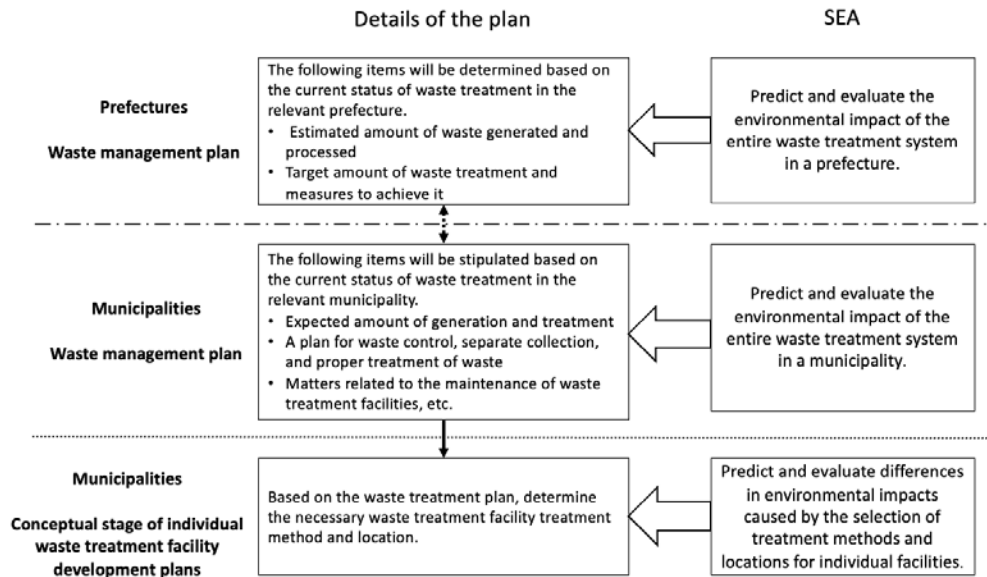 Details of the plan
SEA
Prefectures
Waste management plan
The following items will be determined based on
the current status of waste treatment in the
relevant prefecture.
• Estimated amount of waste generated and
processed
• Target amount of waste treatment and
measures to achieve it
Predict and evaluate the
environmental impact of the
entire waste treatment system
in a prefecture.
Municipalities
Waste management plan
The following items will be stipulated based on
the current status of waste treatment in the
relevant municipality.
• Expected amount of generation and treatment
• A plan for waste control, separate collection,
and proper treatment of waste
• Matters related to the maintenance of waste
treatment facilities, etc.
Predict and evaluate the
environmental impact of the
entire waste treatment system
in a municipality.
Municipalities
Conceptual stage of individual
waste treatment facility
development plans
Based on the waste treatment plan, determine
the necessary waste treatment facility treatment
method and location.
Predict and evaluate differences
in environmental impacts
caused by the selection of
treatment methods and
locations for individual facilities.